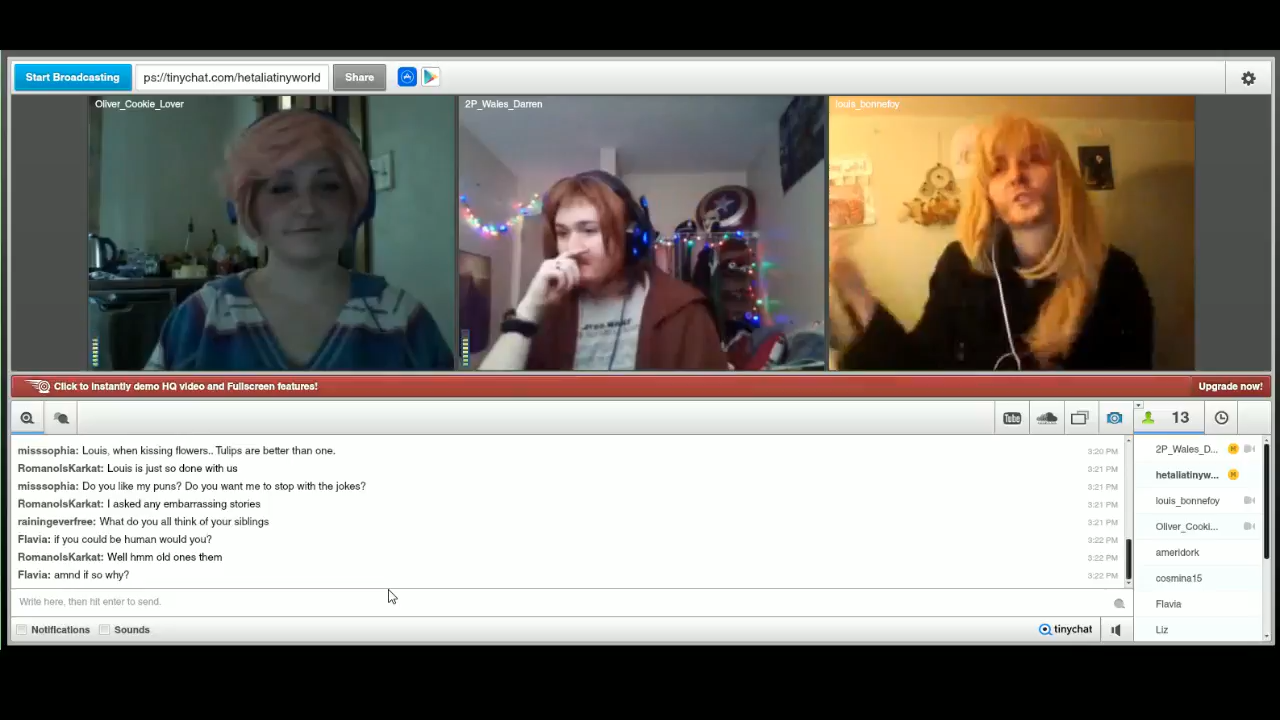 Start Broadcasting
ps://tinychat.com/hetaliatinyworld
Share
Oliver_Cookie_Lover
2P_Wales_Darren
louis_bonnefoy
STAR WARS
Click to instantly demo HQ video and Fullscreen features!
Upgrade now!
You Tube
13
misssophia: Louis, when kissing flowers.. Tulips are better than one.
3:20 PM
RomanoIsKarkat: Louis is just so done with us
3:21 PM
misssophia: Do you like my puns? Do you want me to stop with the jokes?
3:21 PM
RomanoIsKarkat: I asked any embarrassing stories
3:21 PM
rainingeverfree: What do you all think of your siblings
3:21 PM
Flavia: if you could be human would you?
3:22 PM
RomanoIsKarkat: Well hmm old ones them
3:22 PM
Flavia: amnd if so why?
3:22 PM
2P_Wales_D... M
hetaliatinyw... M
louis_bonnefoy
Oliver_Cooki...
ameridork
cosmina15
Flavia
Liz
Write here, then hit enter to send.
Notifications
Sounds
tinychat